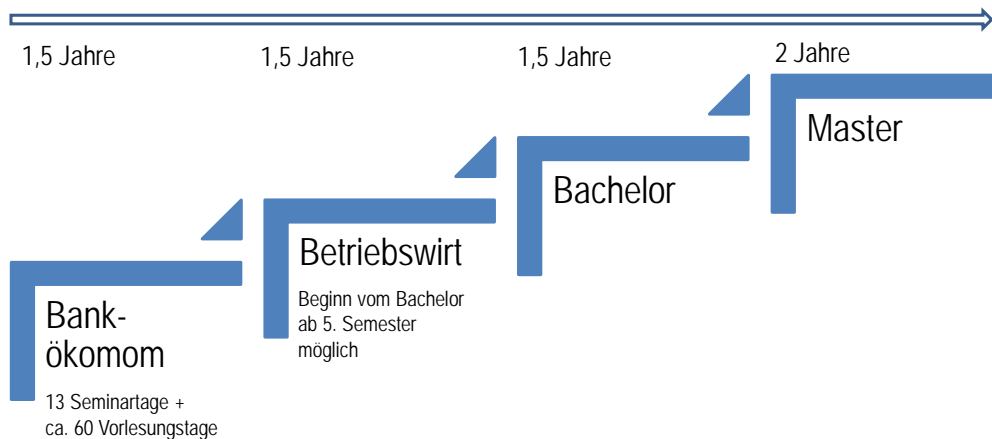 1,5 Jahre
1,5 Jahre
1,5 Jahre
2 Jahre
Bank-
ökomom
13 Seminartage +
ca. 60 Vorlesungstage
Betriebswirt
Beginn vom Bachelor
ab 5. Semester
möglich
Bachelor
Master